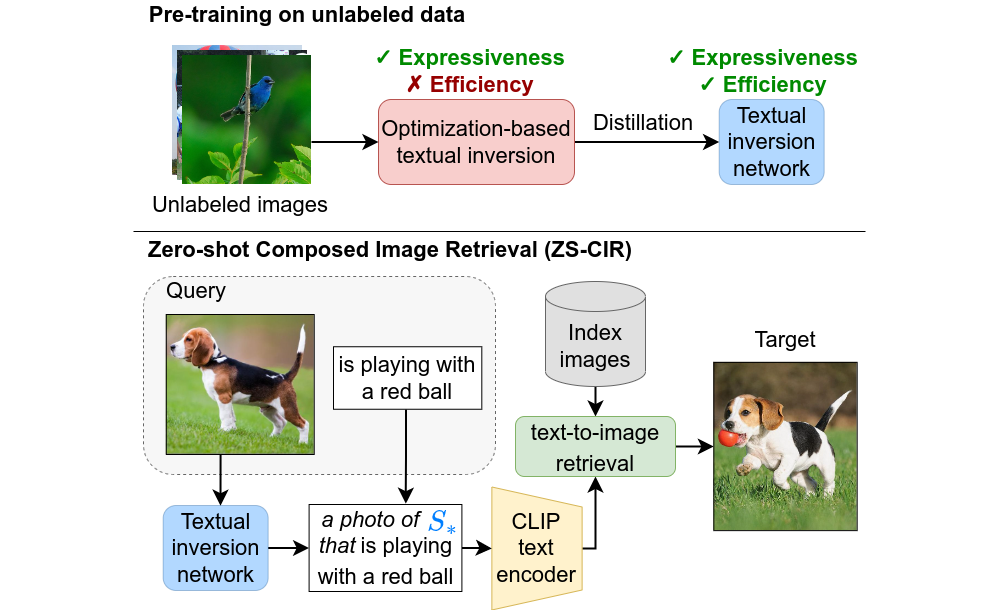 Pre-training on unlabeled data
✓ Expressiveness
✗ Efficiency
✓ Expressiveness
✓ Efficiency
Unlabeled images
Optimization-based
textual inversion
Distillation
Textual
inversion
network
Zero-shot Composed Image Retrieval (ZS-CIR)
Query
is playing with
a red ball
Index
images
Target
text-to-image
retrieval
Textual
inversion
network
a photo of S*
that is playing
with a red ball
CLIP
text
encoder